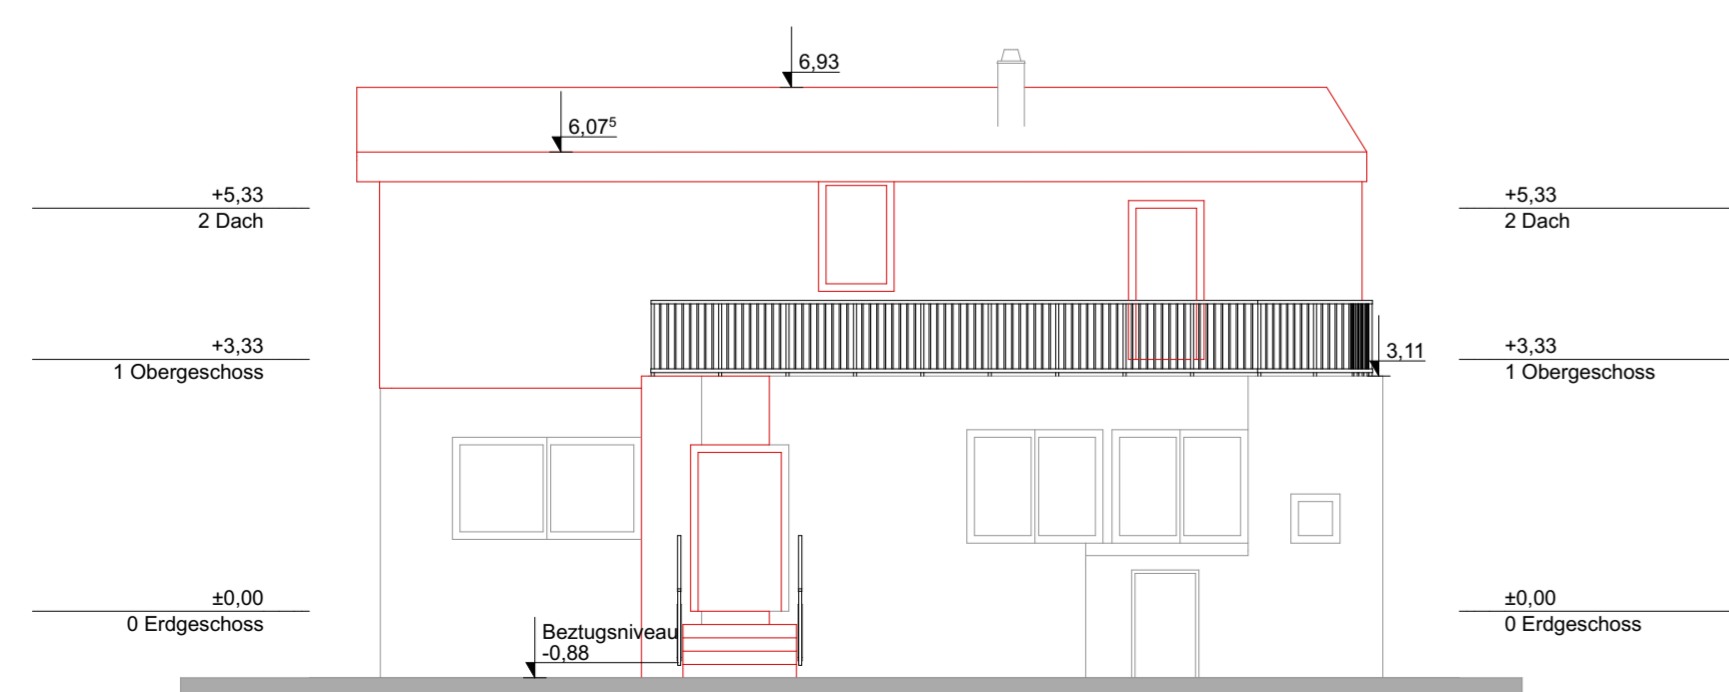 6,93
6,07⁵
+5,33
2 Dach
+5,33
2 Dach
+3,33
1 Obergeschoss
3,11
+3,33
1 Obergeschoss
±0,00
0 Erdgeschoss
Beztugsniveau
-0,88
±0,00
0 Erdgeschoss